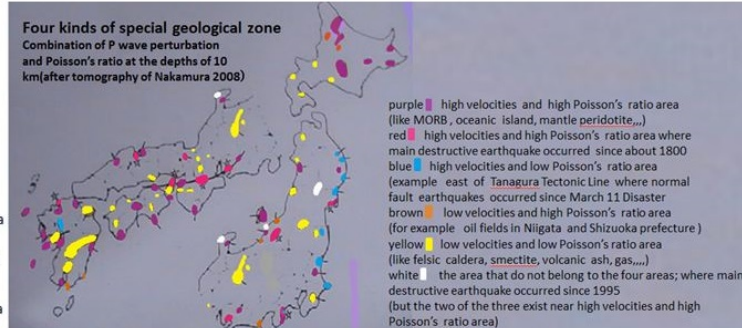 Four kinds of special geological zone
Combination of P wave perturbation
and Poisson's ratio at the depths of 10
km(after tomography of Nakamura 2008)
purple high velocities and high Poisson's ratio area
(like MORB , oceanic island, mantle peridotite,,,)
red high velocities and high Poisson's ratio area where
main destructive earthquake occurred since about 1800
blue high velocities and low Poisson's ratio area
(example east of Tanagura Tectonic Line where normal
fault earthquakes occurred since March 11 Disaster
brown low velocities and high Poisson's ratio area
(for example oil fields in Niigata and Shizuoka prefecture )
yellow low velocities and low Poisson's ratio area
(like felsic caldera, smectite, volcanic ash, gas,,,,)
white the area that do not belong to the four areas; where main
destructive earthquake occurred since 1995
(but the two of the three exist near high velocities and high
Poisson's ratio area)
a
a